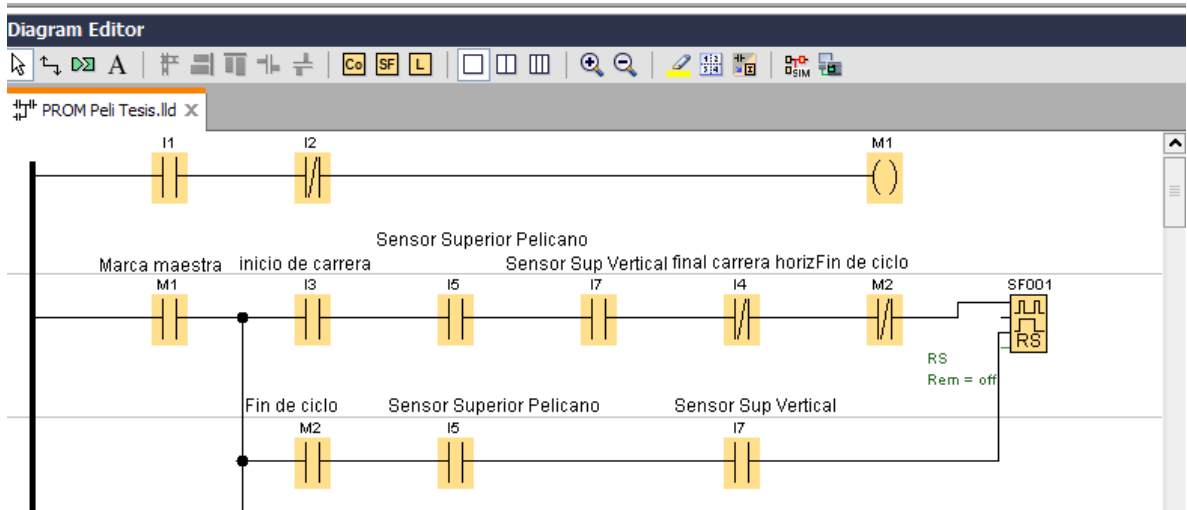 Diagram Editor
A Co SF L SIM
PROM Peli Tesis.lld
I1 I2 M1
Sensor Superior Pelicano
Marca maestra inicio de carrera Sensor Sup Vertical final carrera horizFin de ciclo
M1 I3 I5 I7 I4 M2 SF001
RS
RS
Rem = off
Fin de ciclo Sensor Superior Pelicano Sensor Sup Vertical
M2 I5 I7